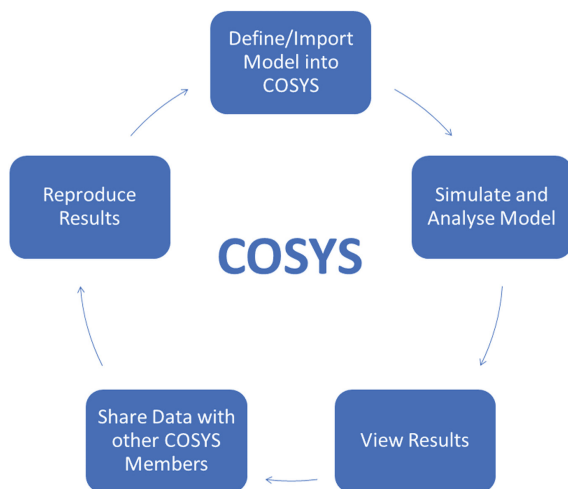 Define/Import
Model into
COSYS
Simulate and
Analyse Model
View Results
Share Data with
other COSYS
Members
Reproduce
Results
COSYS